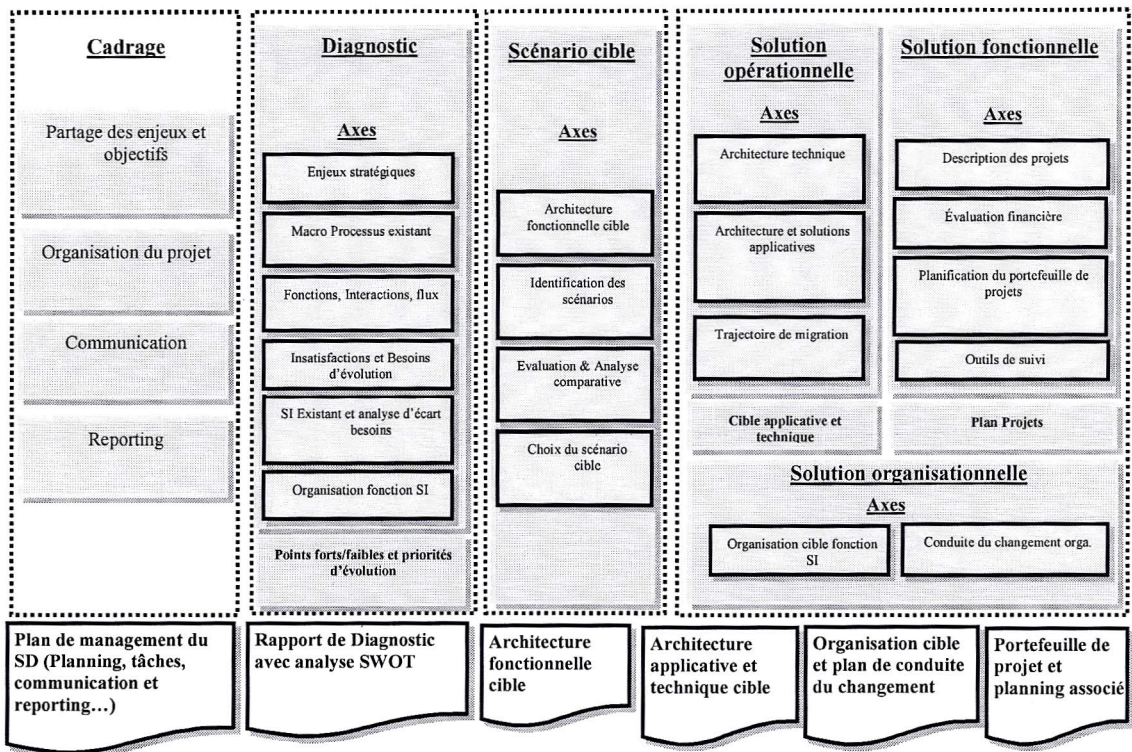 Cadrage
Partage des enjeux et
objectifs
Organisation du projet
Communication
Reporting
Diagnostic
Axes
Enjeux stratégiques
Macro Processus existant
Fonctions, Interactions, flux
Insatisfactions et Besoins
d'évolution
SI Existant et analyse d'écart
besoins
Organisation fonction SI
Points forts/faibles et priorités
d'évolution
Scénario cible
Axes
Architecture
fonctionnelle cible
Identification des
scénarios
Evaluation & Analyse
comparative
Choix du scénario
cible
Solution
opérationnelle
Axes
Architecture technique
Architecture et solutions
applicatives
Trajectoire de migration
Cible applicative et
technique
Solution fonctionnelle
Axes
Description des projets
Évaluation financière
Planification du portefeuille de
projets
Outils de suivi
Plan Projets
Solution organisationnelle
Axes
Organisation cible fonction
SI
Conduite du changement orga.
Plan de management du
SD (Planning, tâches,
communication et
reporting…)
Rapport de Diagnostic
avec analyse SWOT
Architecture
fonctionnelle
cible
Architecture
applicative et
technique cible
Organisation cible
et plan de conduite
du changement
Portefeuille de
projet et
planning associé